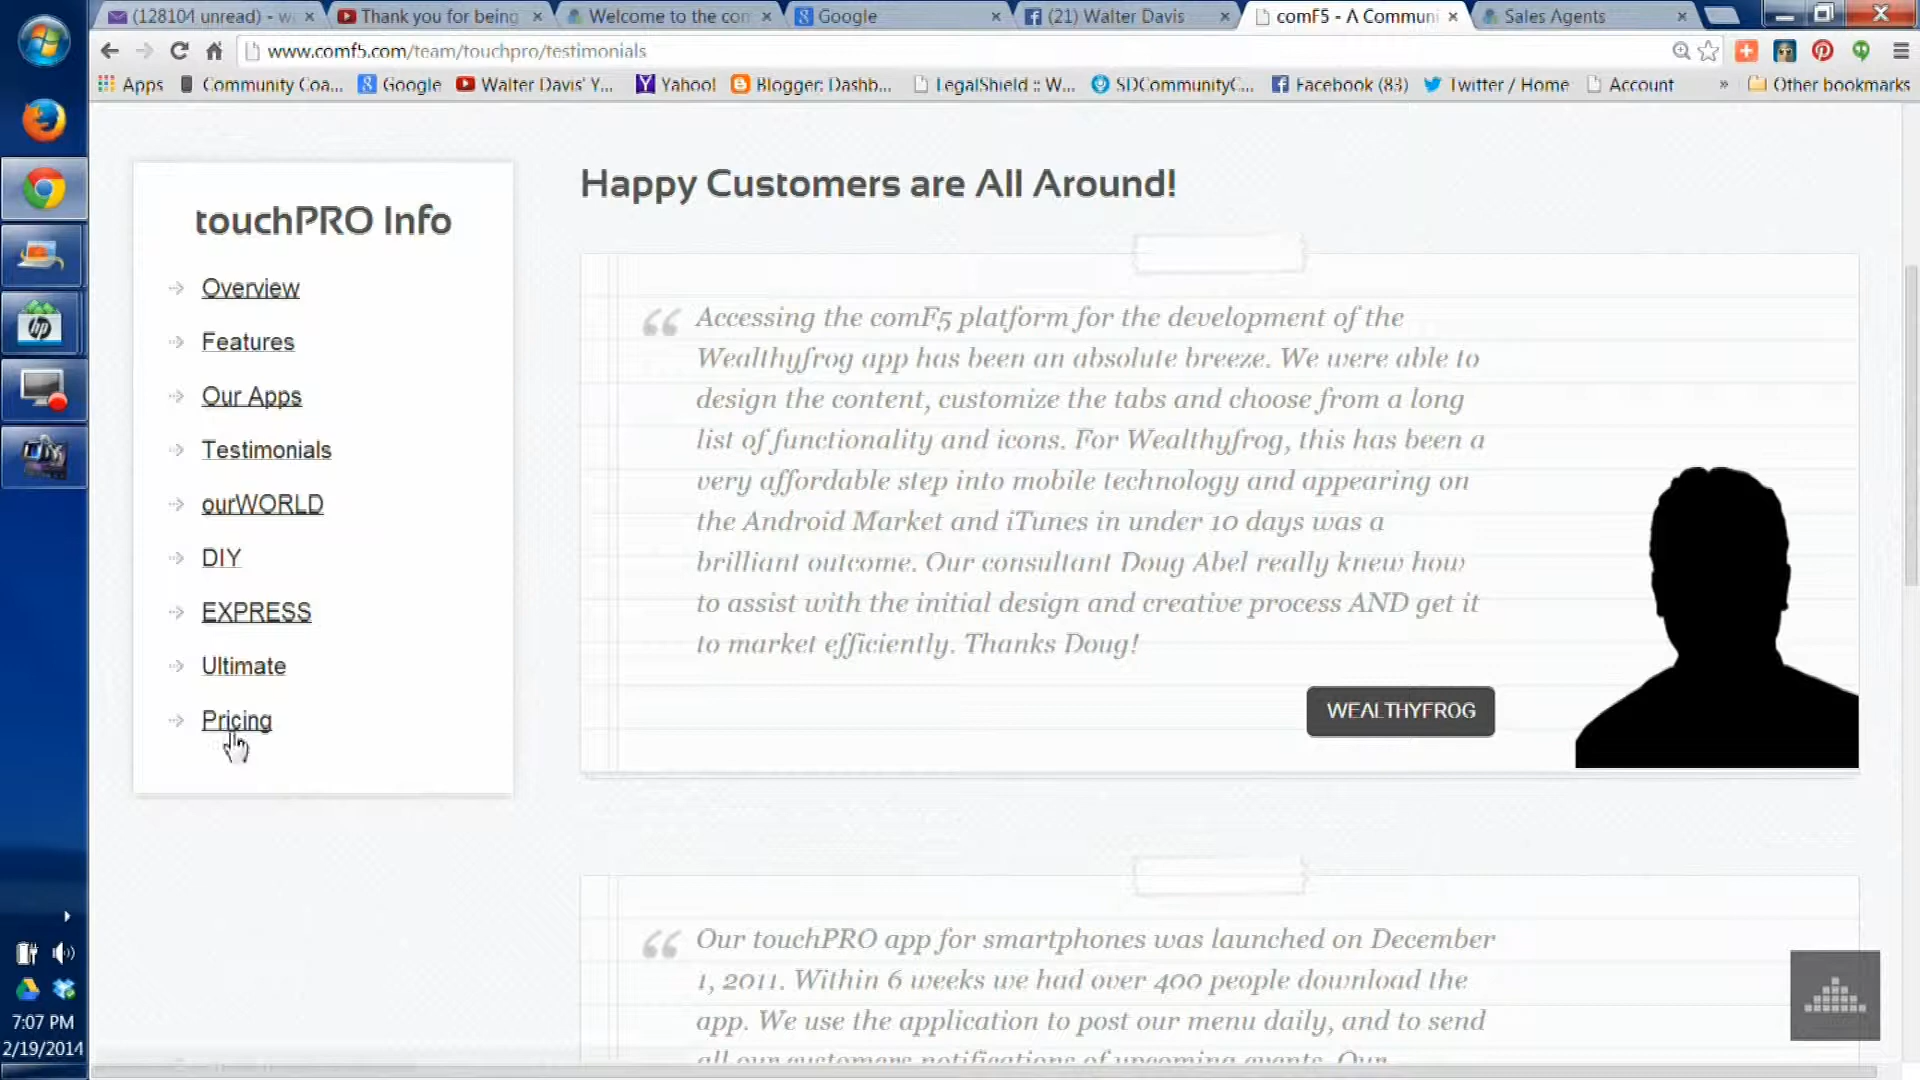 (128104 unread) - w
Thank you for being
Welcome to the con
Google
(21) Walter Davis
comF5 - A Communi
Sales Agents
www.comf5.com/team/touchpro/testimonials
Apps
Community Coa...
Google
Walter Davis' Y...
Yahoo!
Blogger: Dashb...
LegalShield :: W...
SDCommunityC...
Facebook (83)
Twitter / Home
Account
»
Other bookmarks
touchPRO Info
Overview
Features
Our Apps
Testimonials
ourWORLD
DIY
EXPRESS
Ultimate
Pricing
Happy Customers are All Around!
“ Accessing the comF5 platform for the development of the
Wealthyfrog app has been an absolute breeze. We were able to
design the content, customize the tabs and choose from a long
list of functionality and icons. For Wealthyfrog, this has been a
very affordable step into mobile technology and appearing on
the Android Market and iTunes in under 10 days was a
brilliant outcome. Our consultant Doug Abel really knew how
to assist with the initial design and creative process AND get it
to market efficiently. Thanks Doug!
WEALTHYFROG
“ Our touchPRO app for smartphones was launched on December
1, 2011. Within 6 weeks we had over 400 people download the
app. We use the application to post our menu daily, and to send
all our customers notifications of upcoming events. Our
hp
7:07 PM
2/19/2014